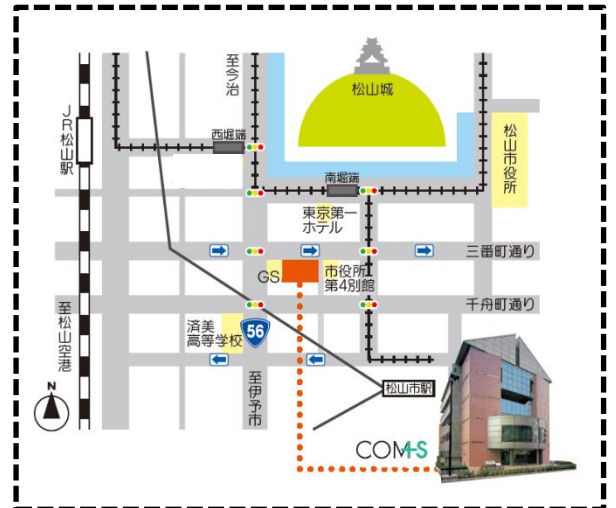 至今治
松山城
JR松山駅
西堀端
松山市役所
南堀端
東京第一
ホテル
三番町通り
GS
市役所
第4別館
千舟町通り
至松山空港
済美
高等学校
56
N
至伊予市
松山市駅
COMS